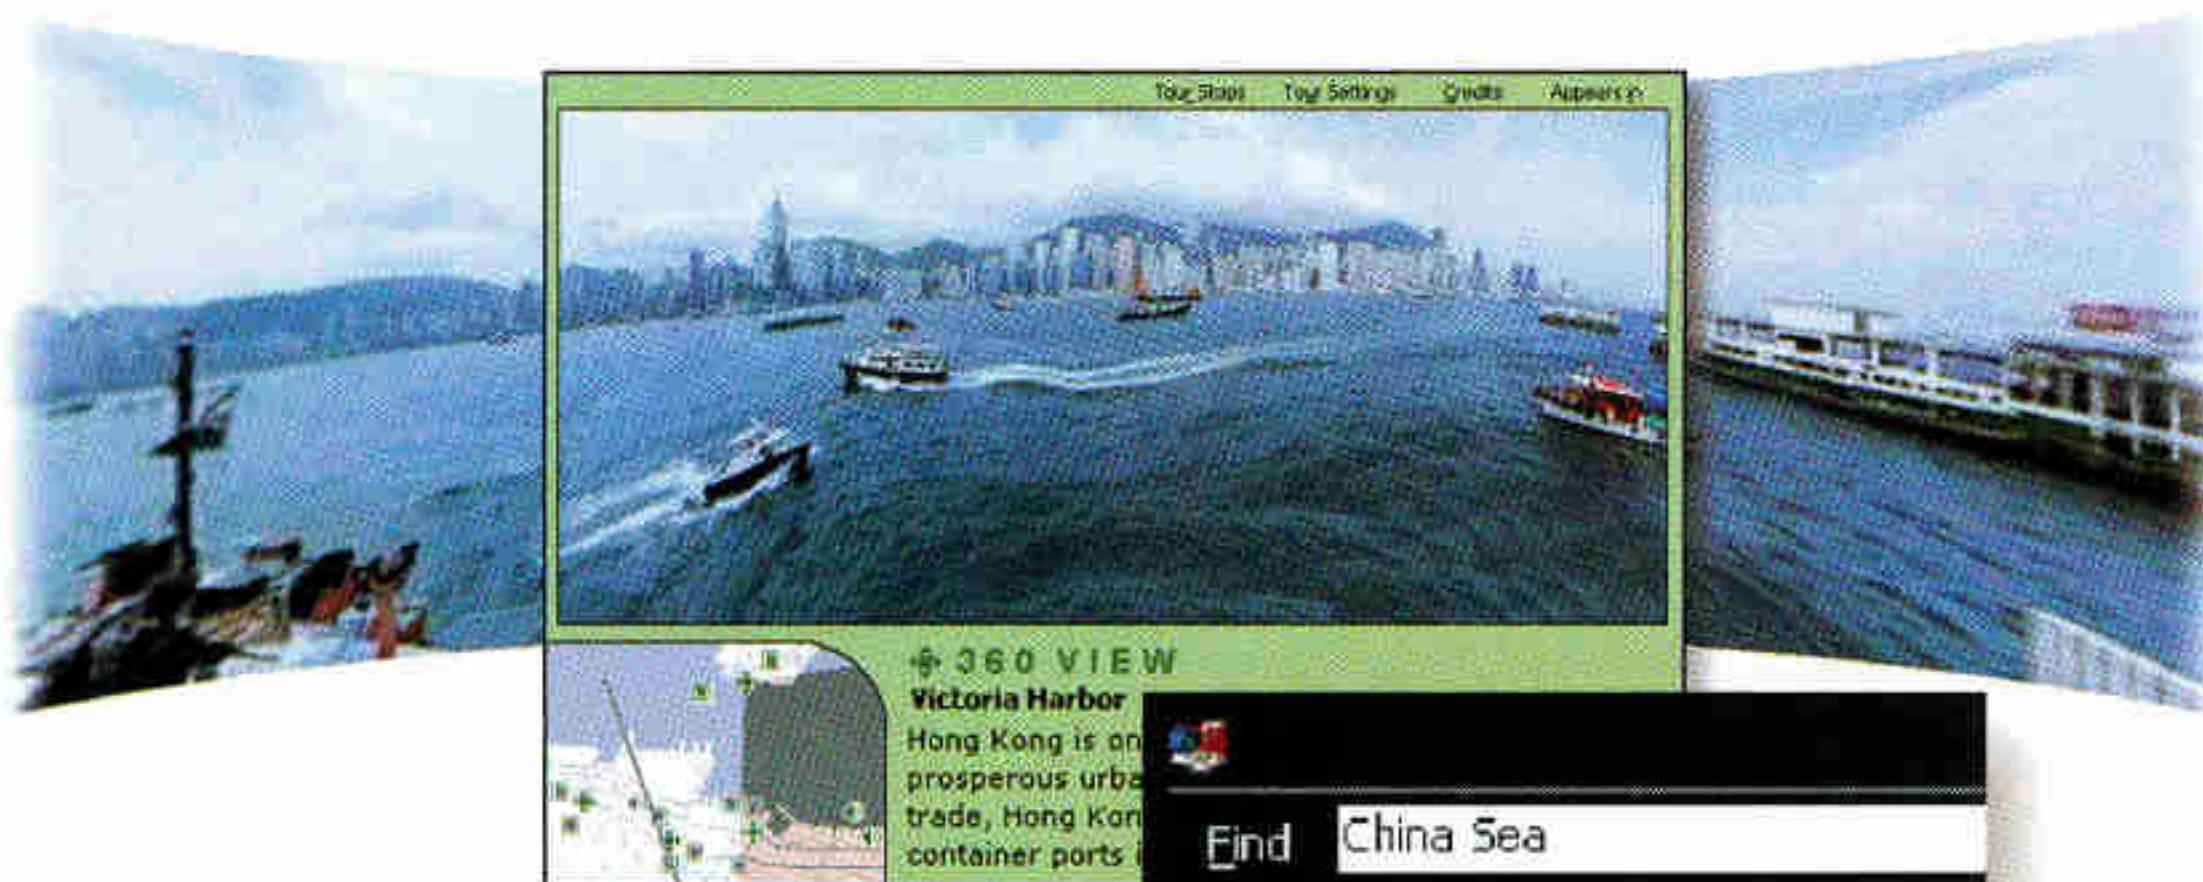 Tour Stops Tour Settings Credits Appears in
360 VIEW
Victoria Harbor
Hong Kong is on
prosperous urba
trade, Hong Kon
container ports i
Find China Sea